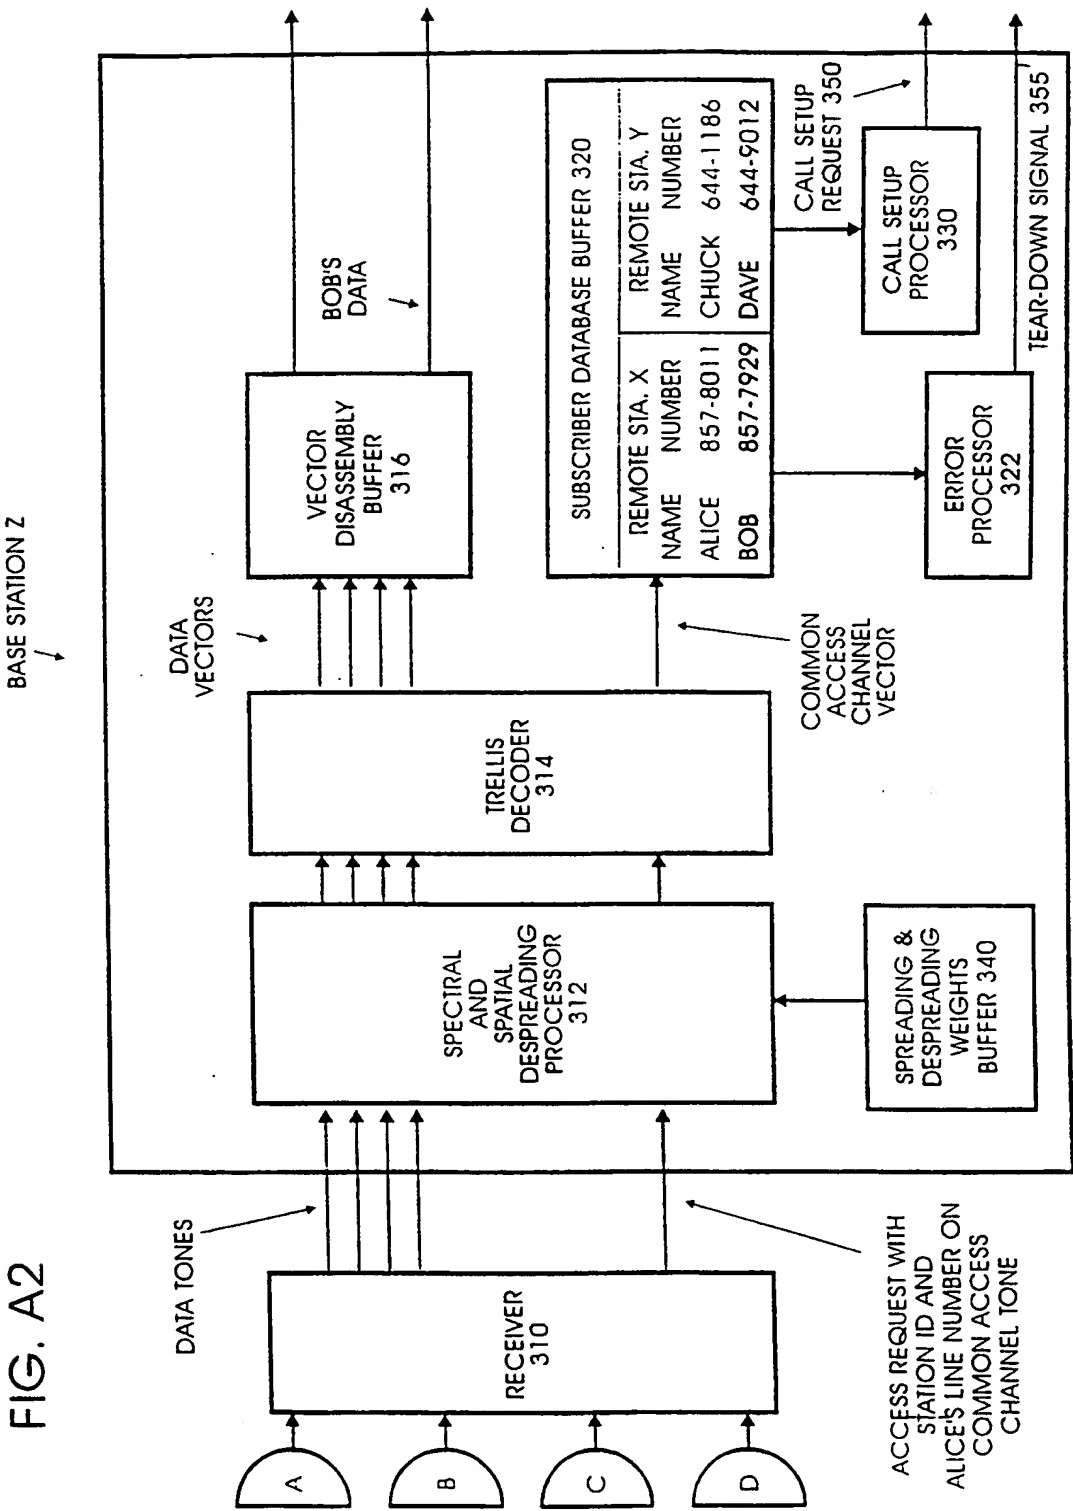 FIG. A2
BASE STATION Z
A
B
C
D
RECEIVER
310
DATA TONES
ACCESS REQUEST WITH
STATION ID AND
ALICE'S LINE NUMBER ON
COMMON ACCESS
CHANNEL TONE
SPECTRAL
AND
SPATIAL
DESPREADING
PROCESSOR
312
SPREADING &
DESPREADING
WEIGHTS
BUFFER 340
TRELLIS
DECODER
314
DATA
VECTORS
COMMON
ACCESS
CHANNEL
VECTOR
VECTOR
DISASSEMBLY
BUFFER
316
BOB'S
DATA
SUBSCRIBER DATABASE BUFFER 320
REMOTE STA. X REMOTE STA. Y
NAME NUMBER NAME NUMBER
ALICE 857-8011 CHUCK 644-1186
BOB 857-7929 DAVE 644-9012
CALL SETUP
REQUEST 350
CALL SETUP
PROCESSOR
330
ERROR
PROCESSOR
322
TEAR-DOWN SIGNAL 355